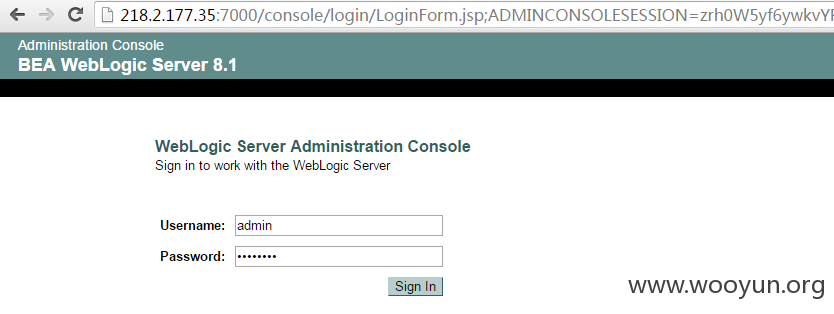 218.2.177.35:7000/console/login/LoginForm.jsp;ADMINCONSOLESESSION=zrh0W5yf6ywkvYF
Administration Console
BEA WebLogic Server 8.1
WebLogic Server Administration Console
Sign in to work with the WebLogic Server
Username: admin
Password: ••••••••
Sign In
www.wooyun.org